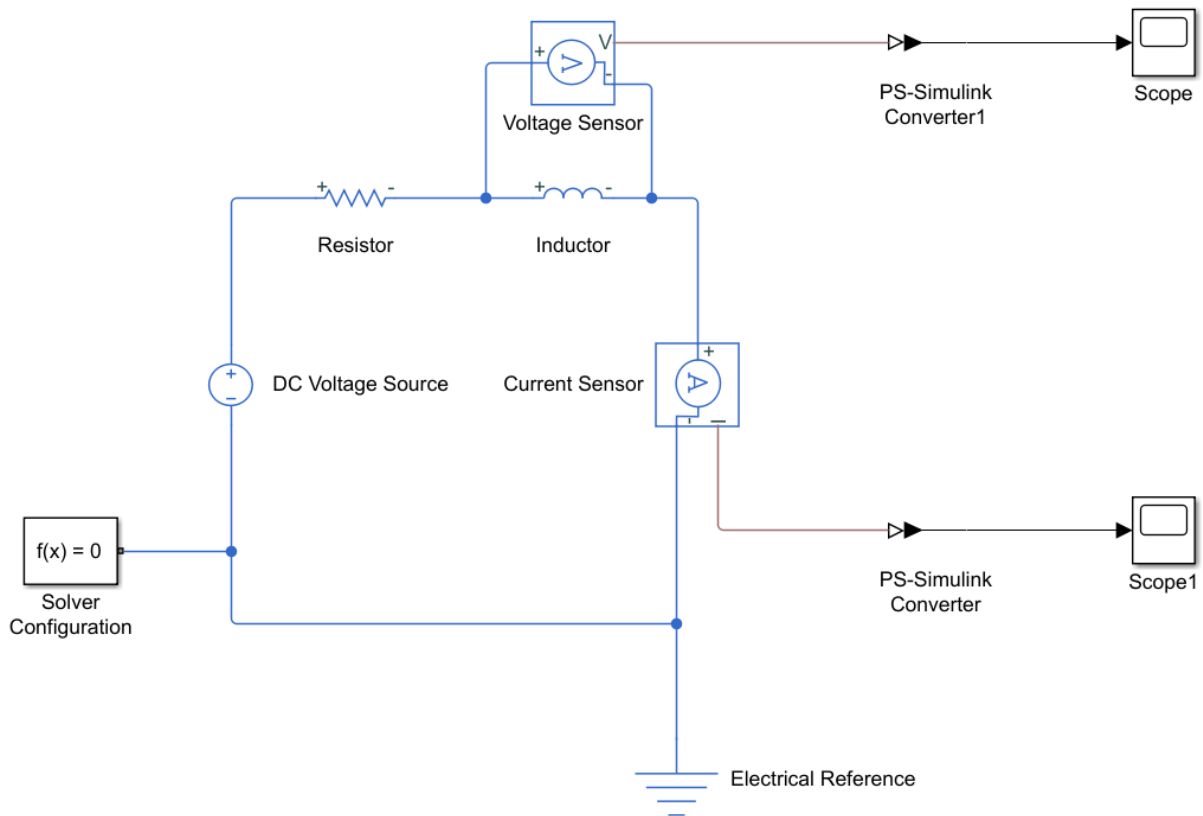 +
V
V
-
Voltage Sensor
PS-Simulink
Converter1
Scope
+ -
+ -
Resistor
Inductor
+
-
DC Voltage Source
Current Sensor
+
A
-
I
f(x) = 0
Solver
Configuration
PS-Simulink
Converter
Scope1
Electrical Reference